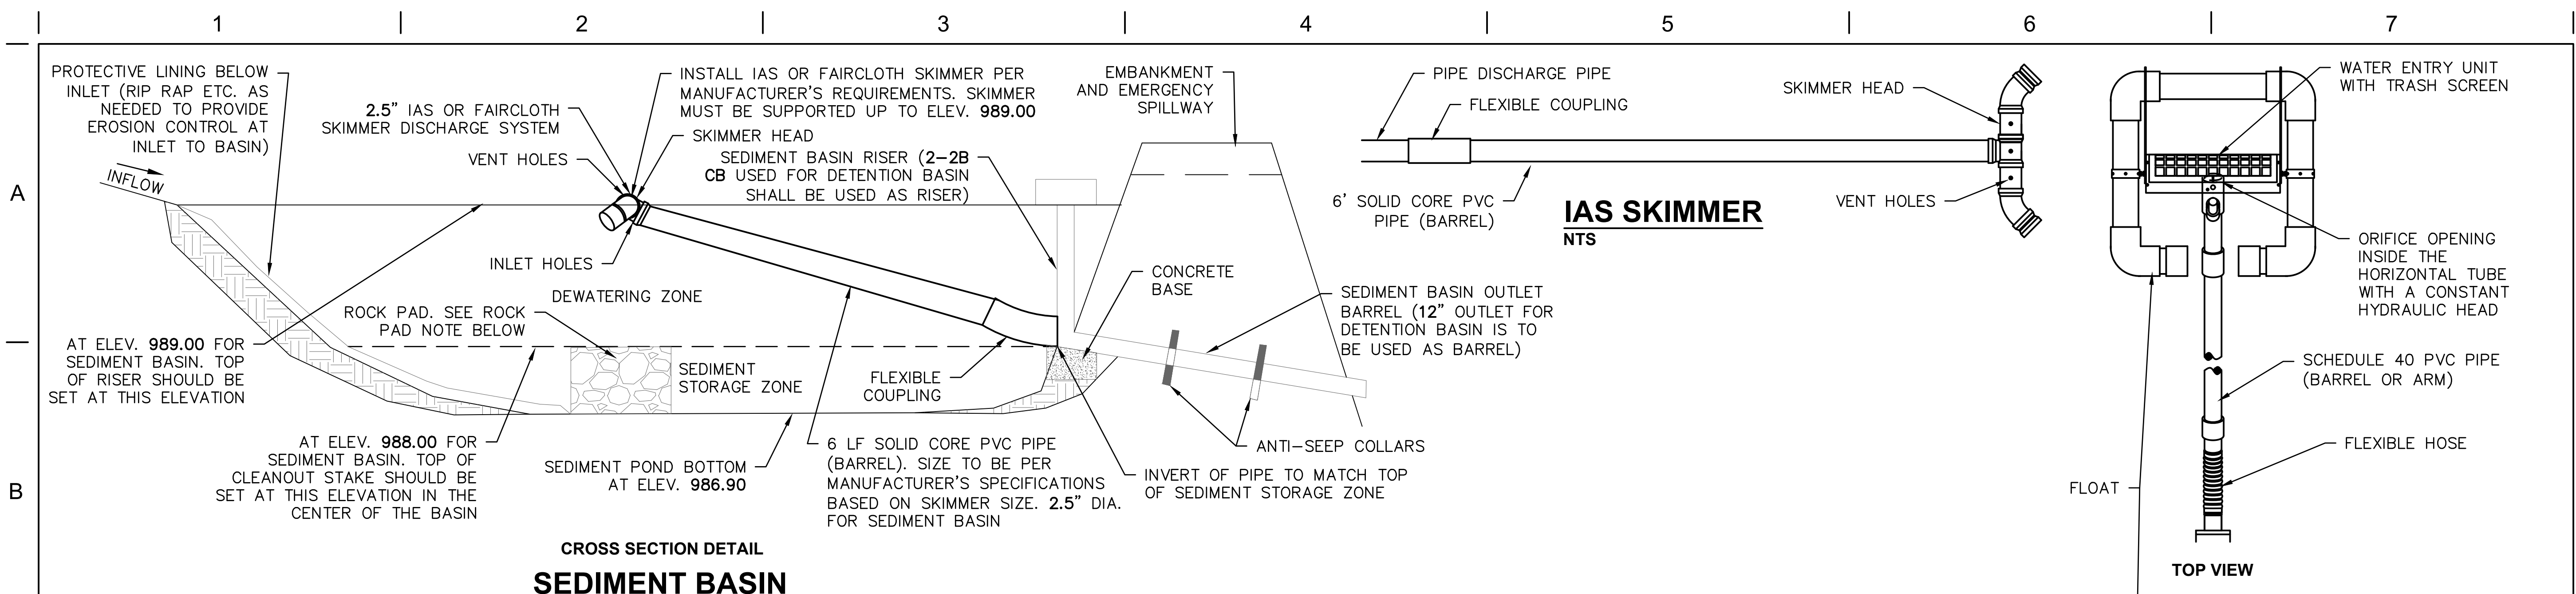 1
2
3
4
5
6
7
A
B
PROTECTIVE LINING BELOW
INLET (RIP RAP ETC. AS
NEEDED TO PROVIDE
EROSION CONTROL AT
INLET TO BASIN)
INFLOW
2.5" IAS OR FAIRCLOTH
SKIMMER DISCHARGE SYSTEM
VENT HOLES
INSTALL IAS OR FAIRCLOTH SKIMMER PER
MANUFACTURER'S REQUIREMENTS. SKIMMER
MUST BE SUPPORTED UP TO ELEV. 989.00
SKIMMER HEAD
SEDIMENT BASIN RISER (2-2B
CB USED FOR DETENTION BASIN
SHALL BE USED AS RISER)
EMBANKMENT
AND EMERGENCY
SPILLWAY
INLET HOLES
DEWATERING ZONE
ROCK PAD. SEE ROCK
PAD NOTE BELOW
CONCRETE
BASE
SEDIMENT BASIN OUTLET
BARREL (12" OUTLET FOR
DETENTION BASIN IS TO
BE USED AS BARREL)
AT ELEV. 989.00 FOR
SEDIMENT BASIN. TOP
OF RISER SHOULD BE
SET AT THIS ELEVATION
SEDIMENT
STORAGE ZONE
FLEXIBLE
COUPLING
AT ELEV. 988.00 FOR
SEDIMENT BASIN. TOP OF
CLEANOUT STAKE SHOULD BE
SET AT THIS ELEVATION IN THE
CENTER OF THE BASIN
SEDIMENT POND BOTTOM
AT ELEV. 986.90
6 LF SOLID CORE PVC PIPE
(BARREL). SIZE TO BE PER
MANUFACTURER'S SPECIFICATIONS
BASED ON SKIMMER SIZE. 2.5" DIA.
FOR SEDIMENT BASIN
ANTI-SEEP COLLARS
INVERT OF PIPE TO MATCH TOP
OF SEDIMENT STORAGE ZONE
CROSS SECTION DETAIL
SEDIMENT BASIN
PIPE DISCHARGE PIPE
FLEXIBLE COUPLING
SKIMMER HEAD
6' SOLID CORE PVC
PIPE (BARREL)
VENT HOLES
IAS SKIMMER
NTS
WATER ENTRY UNIT
WITH TRASH SCREEN
ORIFICE OPENING
INSIDE THE
HORIZONTAL TUBE
WITH A CONSTANT
HYDRAULIC HEAD
SCHEDULE 40 PVC PIPE
(BARREL OR ARM)
FLEXIBLE HOSE
FLOAT
TOP VIEW